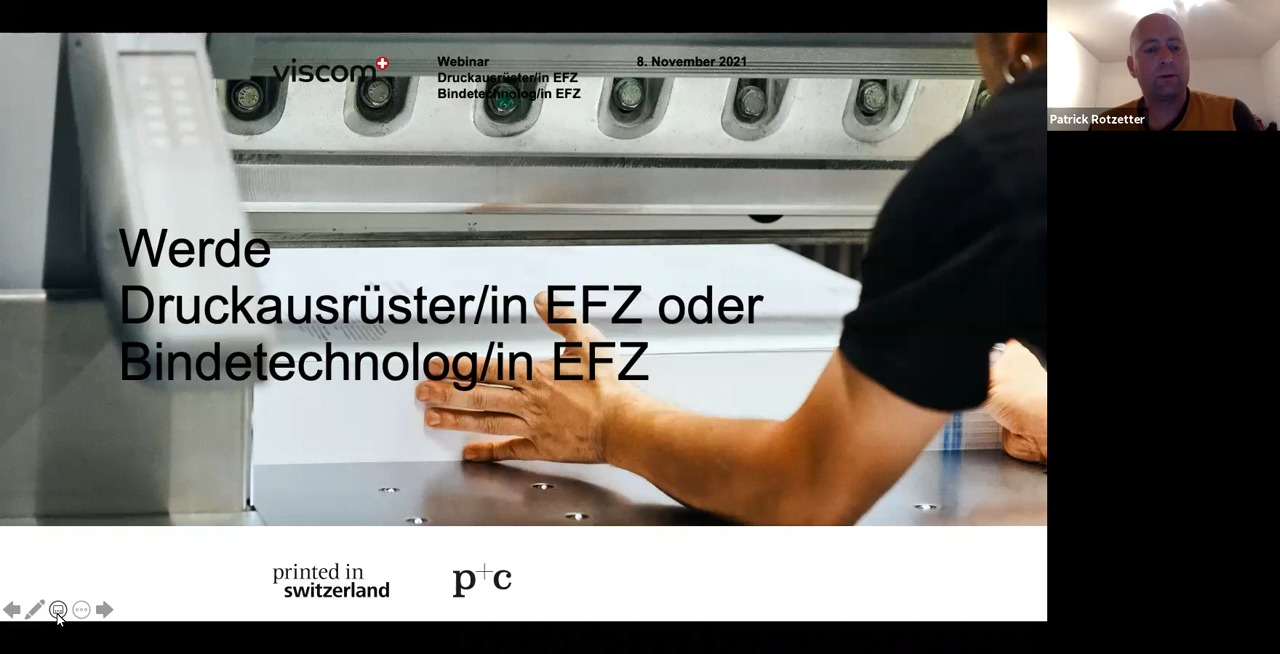 viscom
Webinar
Druckausrüster/in EFZ
Bindetechnolog/in EFZ
8. November 2021
Patrick Rotzetter
Werde
Druckausrüster/in EFZ oder
Bindetechnolog/in EFZ
printed in
switzerland
p+c